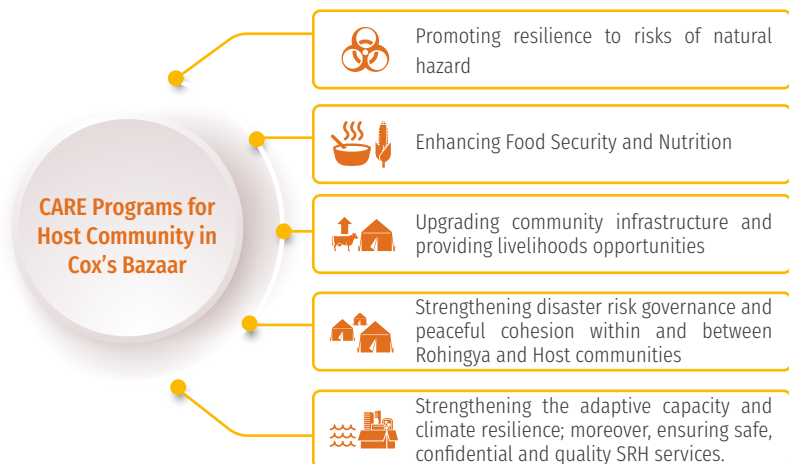 CARE Programs for
Host Community in
Cox's Bazaar
Promoting resilience to risks of natural
hazard
Enhancing Food Security and Nutrition
Upgrading community infrastructure and
providing livelihoods opportunities
Strengthening disaster risk governance and
peaceful cohesion within and between
Rohingya and Host communities
Strengthening the adaptive capacity and
climate resilience; moreover, ensuring safe,
confidential and quality SRH services.